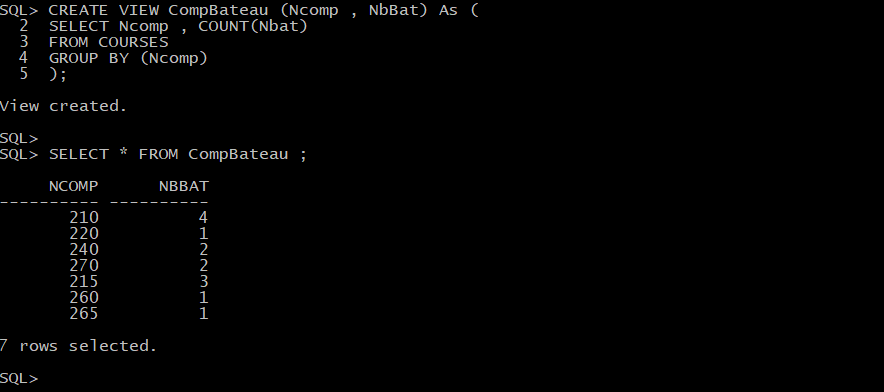 SQL> CREATE VIEW CompBateau (Ncomp , NbBat) As (
  2  SELECT Ncomp , COUNT(Nbat)
  3  FROM COURSES
  4  GROUP BY (Ncomp)
  5  );
View created.
SQL>
SQL> SELECT * FROM CompBateau ;
     NCOMP      NBBAT
---------- ----------
       210          4
       220          1
       240          2
       270          2
       215          3
       260          1
       265          1
7 rows selected.
SQL>